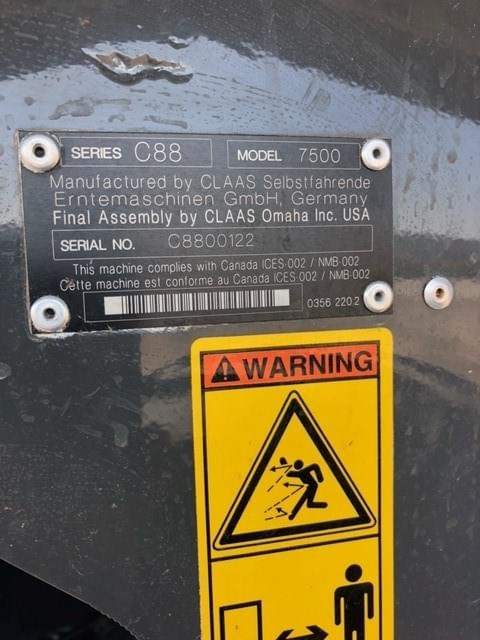 SERIES C88 MODEL 7500
Manufactured by CLAAS Selbstfahrende
Erntemaschinen GmbH, Germany
Final Assembly by CLAAS Omaha Inc. USA
SERIAL NO. C8800122
This machine complies with Canada ICES-002 / NMB-002
Cette machine est conforme au Canada ICES-002 / NMB-002
0356 220 2
WARNING